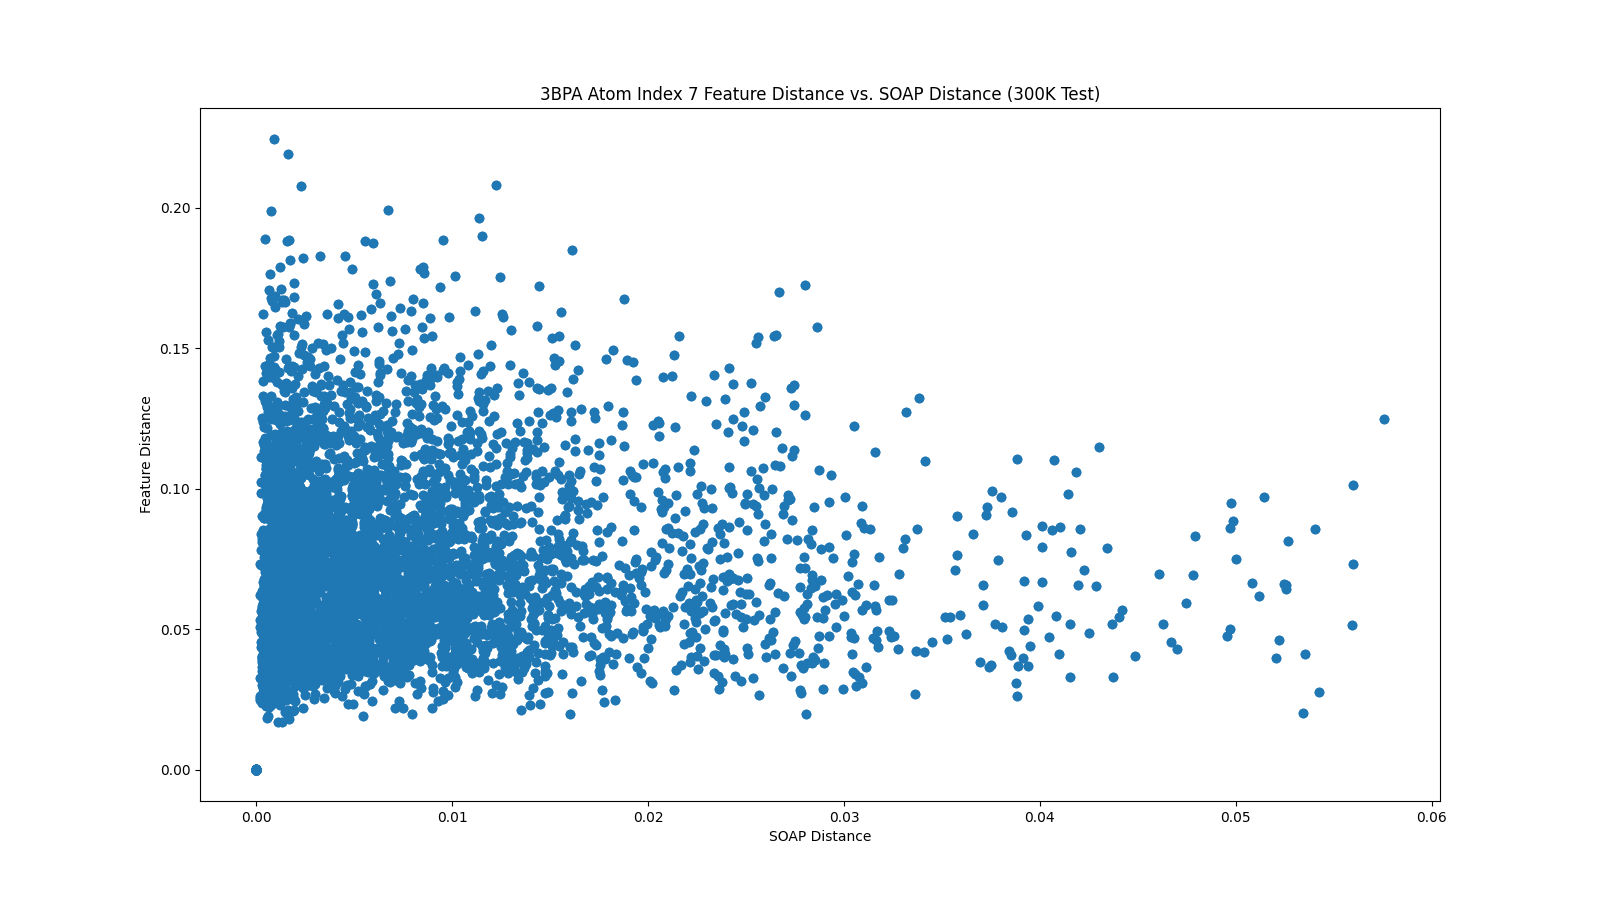 3BPA Atom Index 7 Feature Distance vs. SOAP Distance (300K Test)
0.20
0.15
0.10
0.05
0.00
Feature Distance
0.00 0.01 0.02 0.03 0.04 0.05 0.06
SOAP Distance